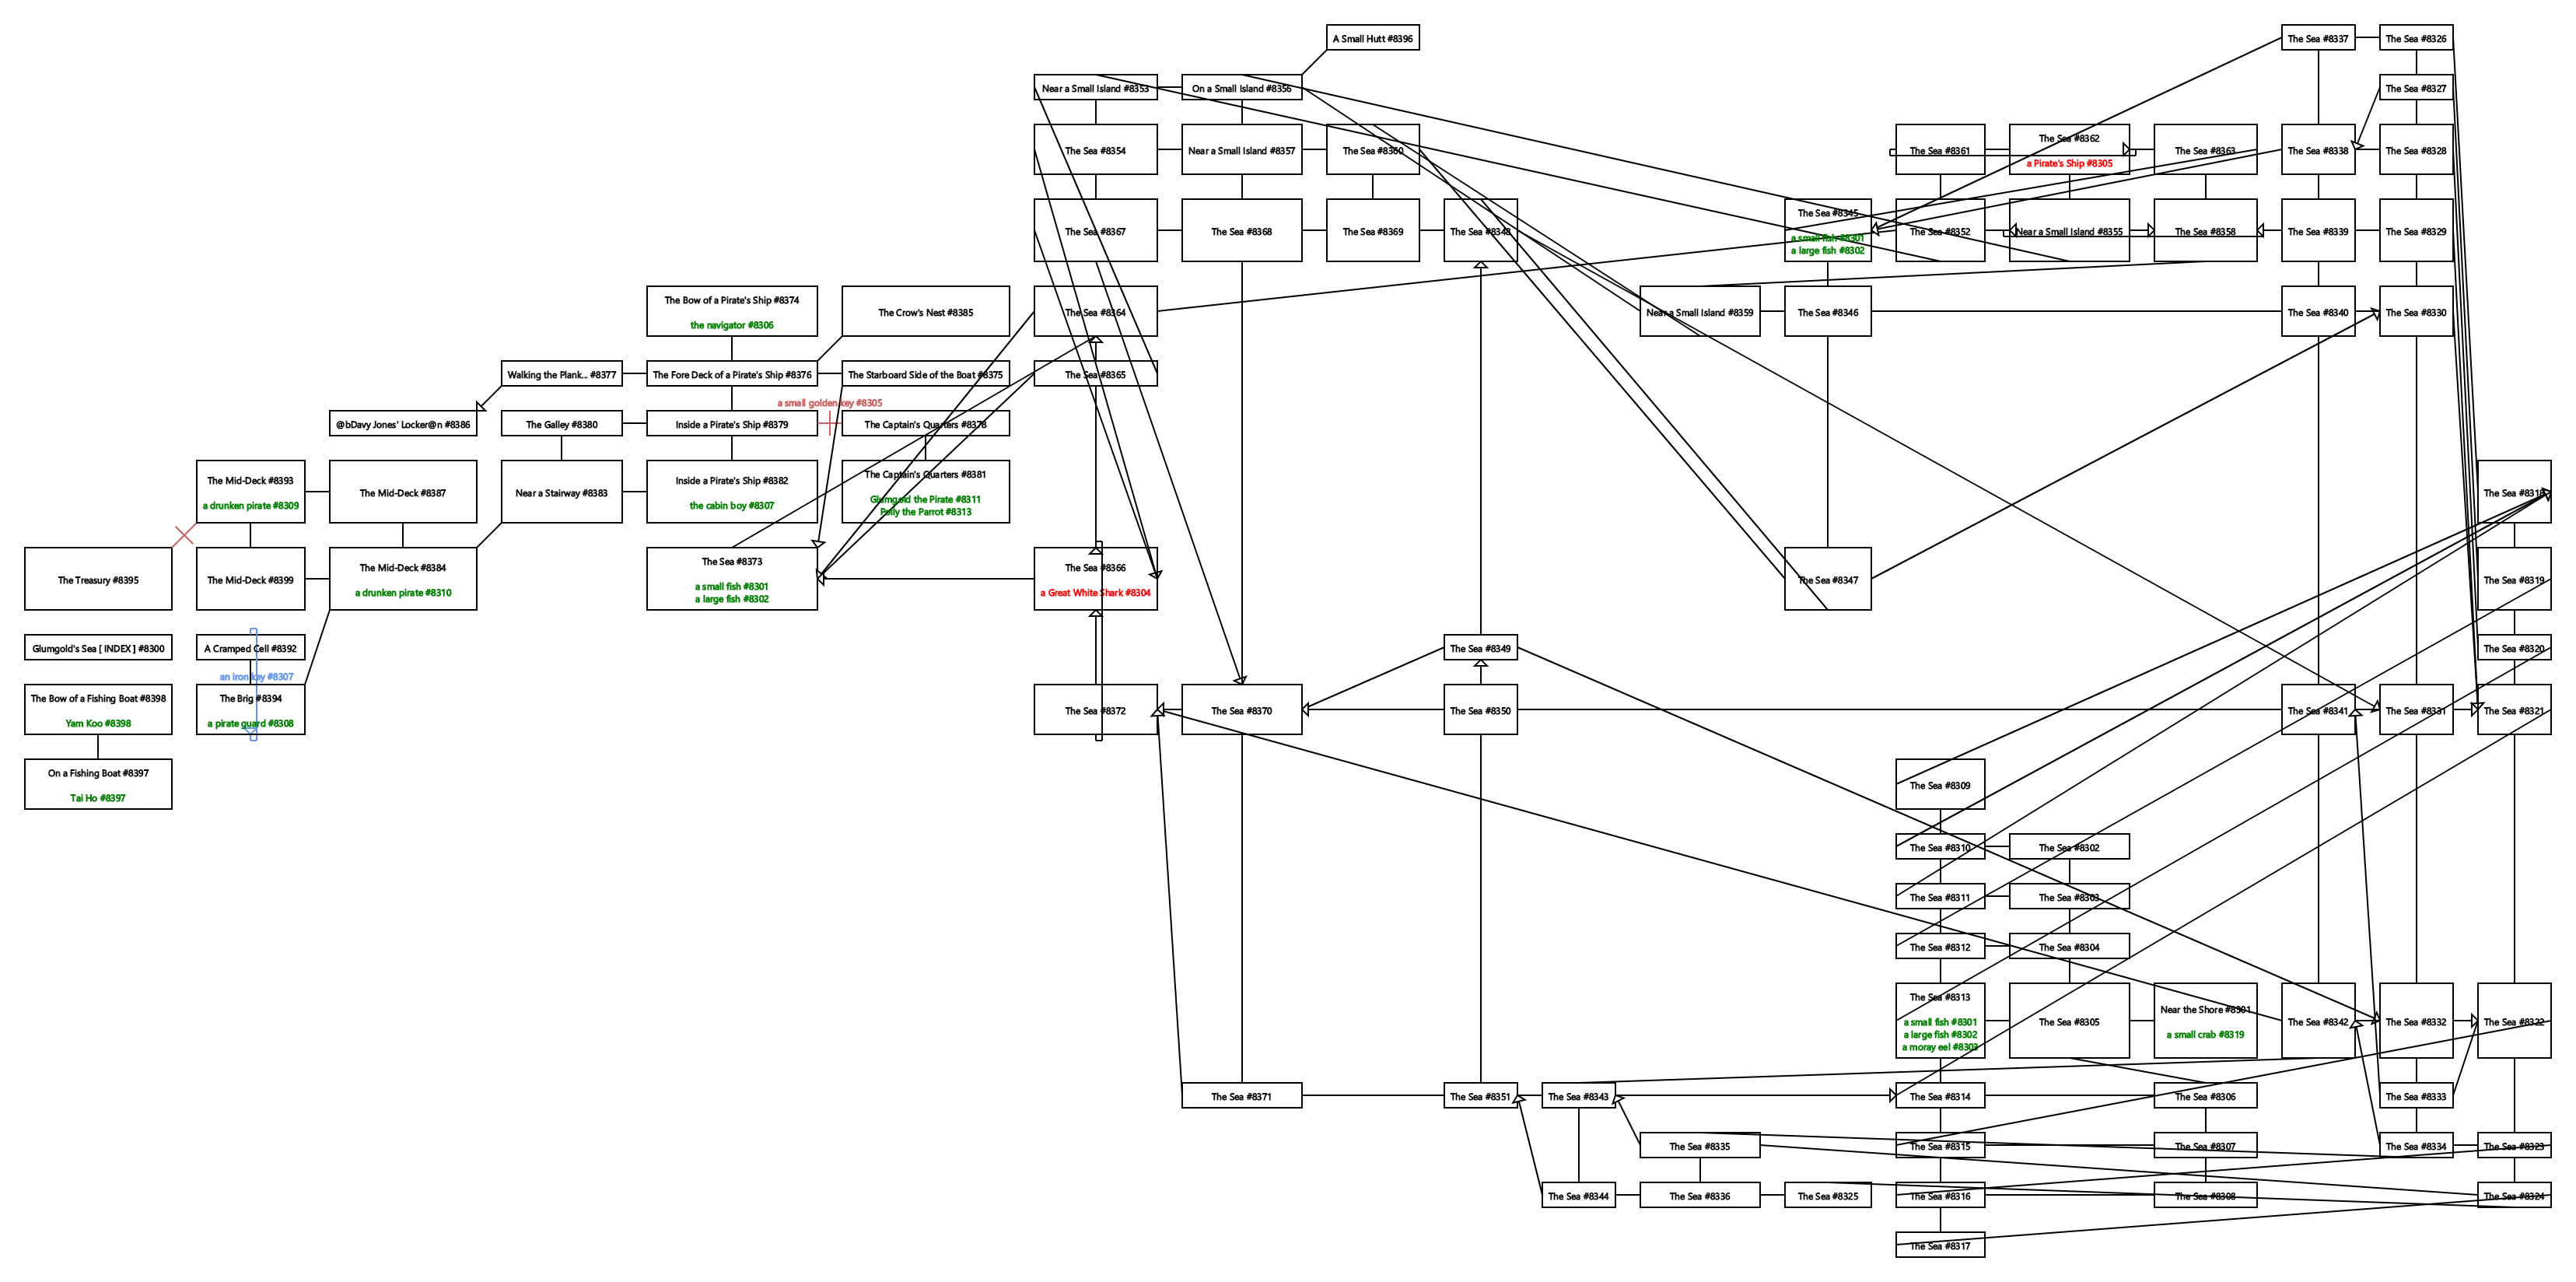 A Small Hutt #8396
The Sea #8337
The Sea #8326
Near a Small Island #8353
On a Small Island #8356
The Sea #8327
The Sea #8354
Near a Small Island #8357
The Sea #8360
The Sea #8361
The Sea #8362
a Pirate's Ship #8305
The Sea #8363
The Sea #8338
The Sea #8328
The Sea #8367
The Sea #8368
The Sea #8369
The Sea #8348
The Sea #8345
a small fish #8301
a large fish #8302
The Sea #8352
Near a Small Island #8355
The Sea #8358
The Sea #8339
The Sea #8329
The Bow of a Pirate's Ship #8374
the navigator #8306
The Crow's Nest #8385
The Sea #8364
Near a Small Island #8359
The Sea #8346
The Sea #8340
The Sea #8330
Walking the Plank... #8377
The Fore Deck of a Pirate's Ship #8376
The Starboard Side of the Boat #8375
The Sea #8365
a small golden key #8305
@bDavy Jones' Locker@n #8386
The Galley #8380
Inside a Pirate's Ship #8379
The Captain's Quarters #8378
The Mid-Deck #8393
a drunken pirate #8309
The Mid-Deck #8387
Near a Stairway #8383
Inside a Pirate's Ship #8382
the cabin boy #8307
The Captain's Quarters #8381
Glumgold the Pirate #8311
Polly the Parrot #8313
The Sea #8318
The Treasury #8395
The Mid-Deck #8399
The Mid-Deck #8384
a drunken pirate #8310
The Sea #8373
a small fish #8301
a large fish #8302
The Sea #8366
a Great White Shark #8304
The Sea #8347
The Sea #8319
Glumgold's Sea [ INDEX ] #8300
A Cramped Cell #8392
The Sea #8349
The Sea #8320
an iron key #8307
The Bow of a Fishing Boat #8398
Yam Koo #8398
The Brig #8394
a pirate guard #8308
The Sea #8372
The Sea #8370
The Sea #8350
The Sea #8341
The Sea #8331
The Sea #8321
On a Fishing Boat #8397
Tai Ho #8397
The Sea #8309
The Sea #8310
The Sea #8302
The Sea #8311
The Sea #8303
The Sea #8312
The Sea #8304
The Sea #8313
a small fish #8301
a large fish #8302
a moray eel #8303
The Sea #8305
Near the Shore #8301
a small crab #8319
The Sea #8342
The Sea #8332
The Sea #8322
The Sea #8371
The Sea #8351
The Sea #8343
The Sea #8314
The Sea #8306
The Sea #8333
The Sea #8335
The Sea #8315
The Sea #8307
The Sea #8334
The Sea #8323
The Sea #8344
The Sea #8336
The Sea #8325
The Sea #8316
The Sea #8308
The Sea #8324
The Sea #8317